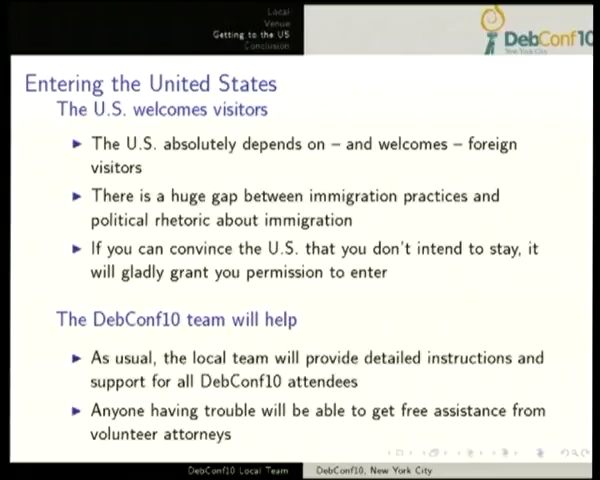 Local
Venue
Getting to the US
Conclusion
DebConf10
New York City
Entering the United States
The U.S. welcomes visitors
The U.S. absolutely depends on – and welcomes – foreign
visitors
There is a huge gap between immigration practices and
political rhetoric about immigration
If you can convince the U.S. that you don't intend to stay, it
will gladly grant you permission to enter
The DebConf10 team will help
As usual, the local team will provide detailed instructions and
support for all DebConf10 attendees
Anyone having trouble will be able to get free assistance from
volunteer attorneys
DebConf10 Local Team
DebConf10, New York City